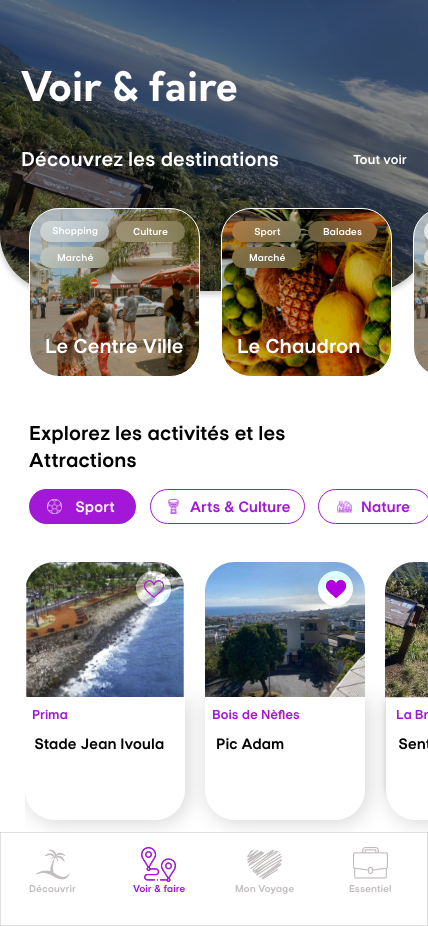 Voir & faire
Découvrez les destinations
Tout voir
Shopping
Culture
Marché
Le Centre Ville
Sport
Balades
Marché
Le Chaudron
Explorez les activités et les
Attractions
Sport
Arts & Culture
Nature
Prima
Stade Jean Ivoula
Bois de Nèfles
Pic Adam
La Br
Sent
Découvrir
Voir & faire
Mon Voyage
Essentiel